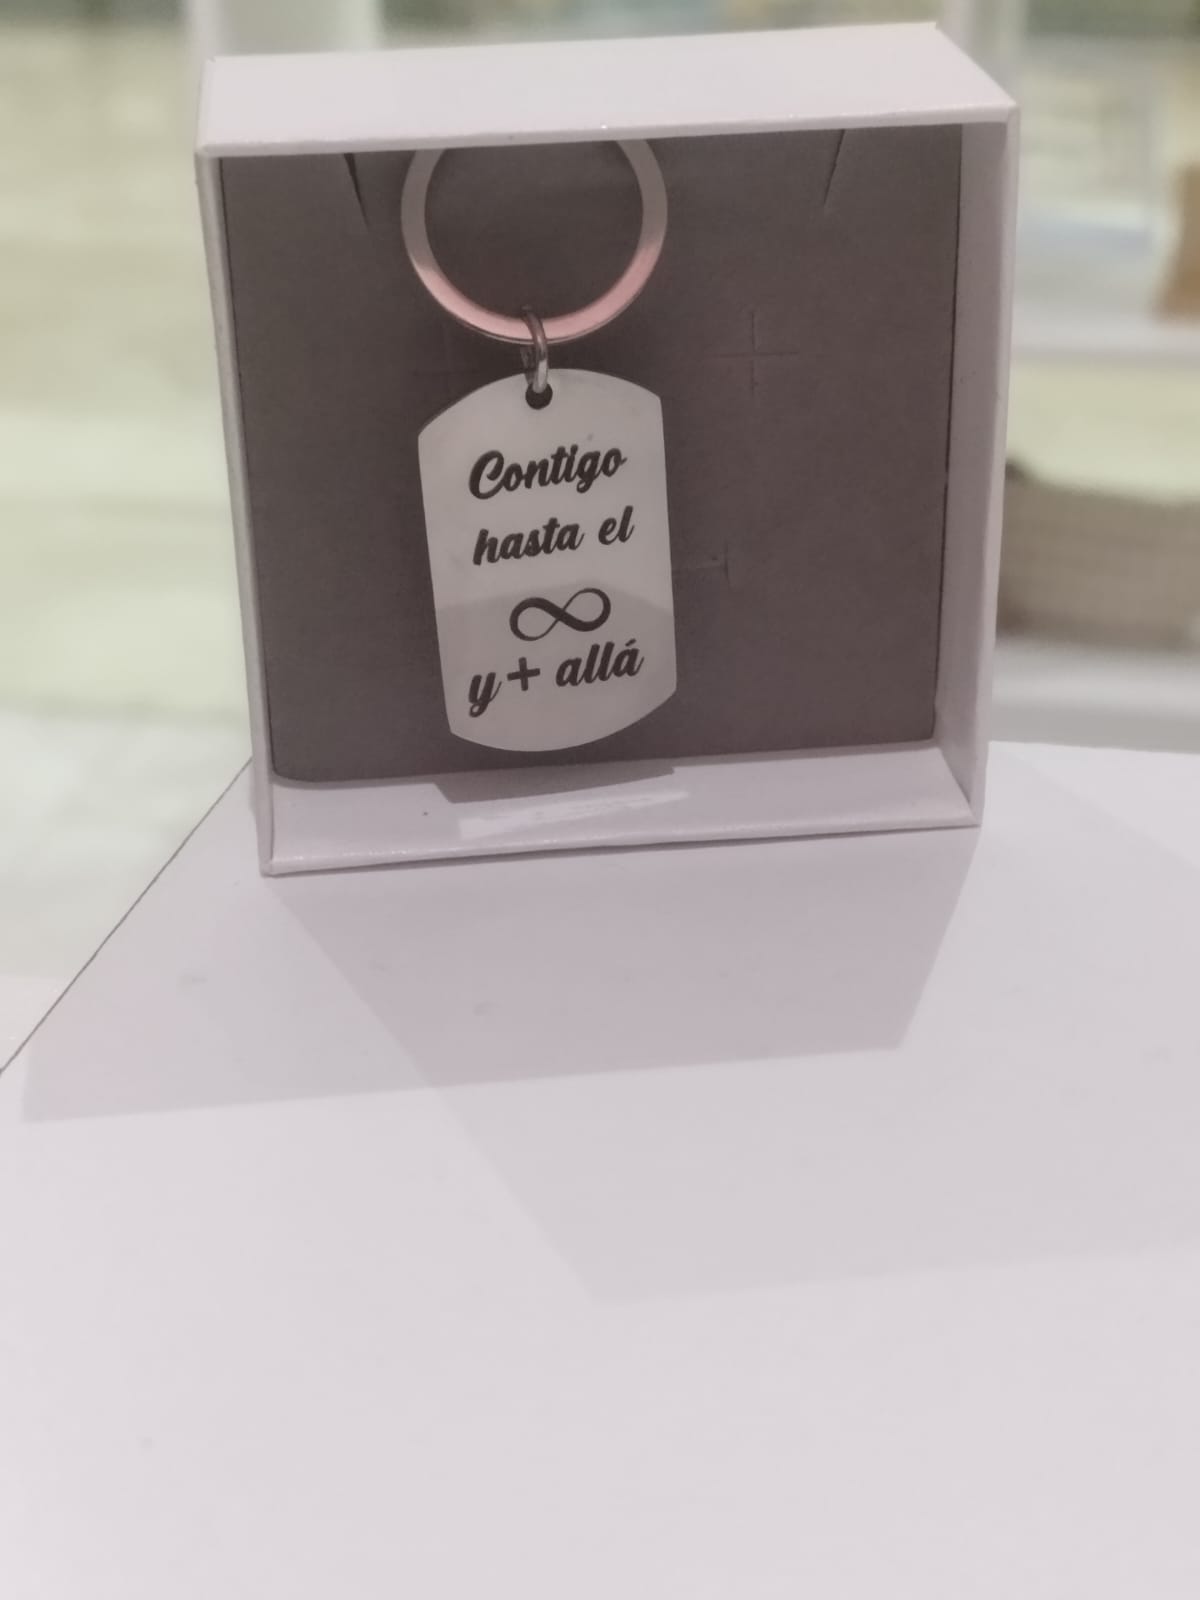 Contigo
hasta el
∞
y + allá